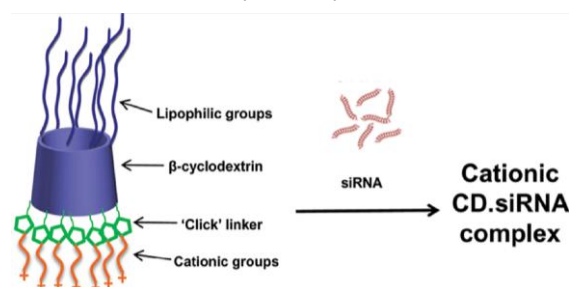 Lipophilic groups
β-cyclodextrin
'Click' linker
Cationic groups
siRNA
Cationic
CD.siRNA
complex